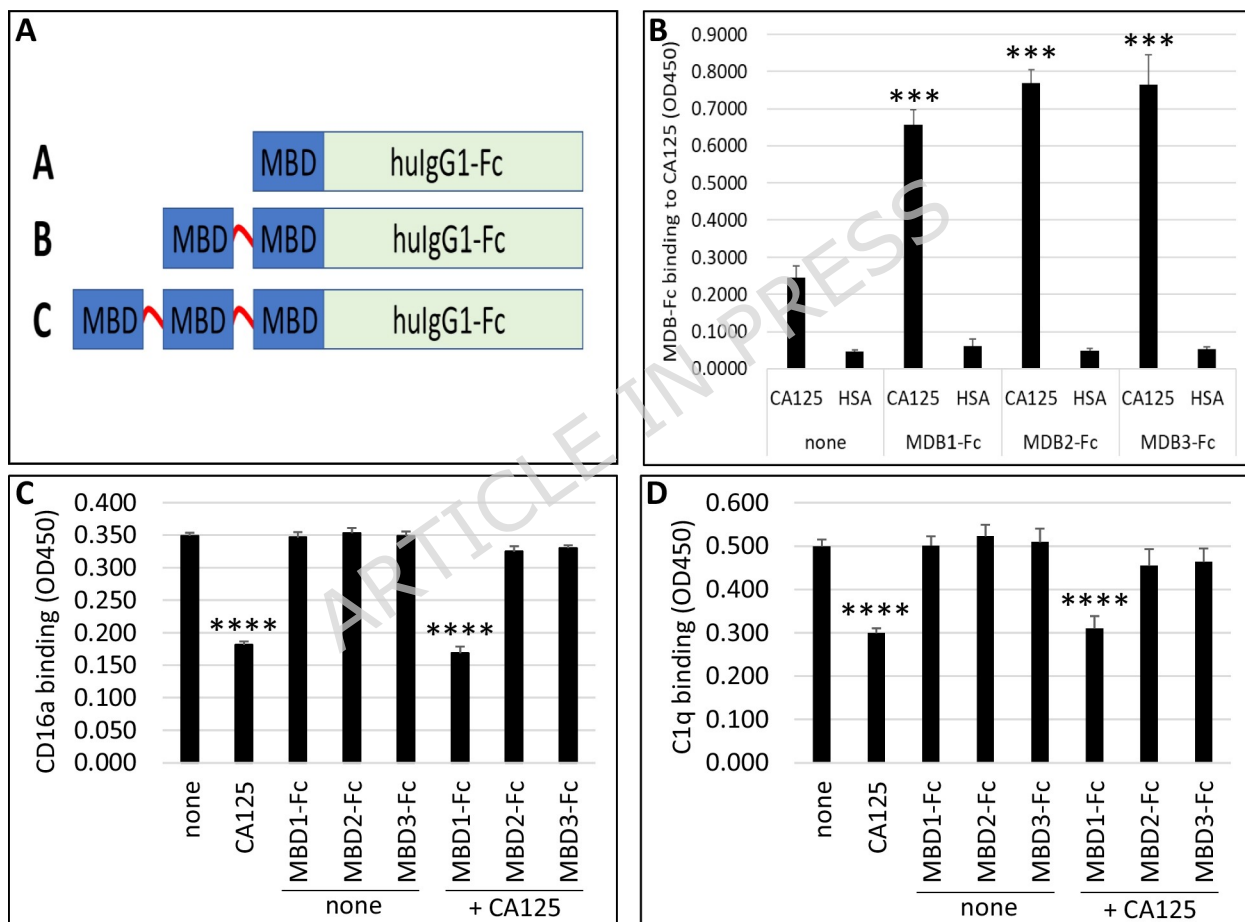 A
A MBD huIgG1-Fc
B MBD MBD huIgG1-Fc
C MBD MBD MBD huIgG1-Fc
B
MDB-Fc binding to CA125 (OD450)
0.9000
0.8000
0.7000
0.6000
0.5000
0.4000
0.3000
0.2000
0.1000
0.0000
*** *** ***
CA125 HSA CA125 HSA CA125 HSA CA125 HSA
none MDB1-Fc MDB2-Fc MDB3-Fc
C
CD16a binding (OD450)
0.400
0.350
0.300
0.250
0.200
0.150
0.100
0.050
0.000
**** ****
none
CA125
MBD1-Fc
MBD2-Fc
MBD3-Fc
MBD1-Fc
MBD2-Fc
MBD3-Fc
none + CA125
D
C1q binding (OD450)
0.600
0.500
0.400
0.300
0.200
0.100
0.000
**** ****
none
CA125
MBD1-Fc
MBD2-Fc
MBD3-Fc
MBD1-Fc
MBD2-Fc
MBD3-Fc
none + CA125
ARTICLE IN PRESS